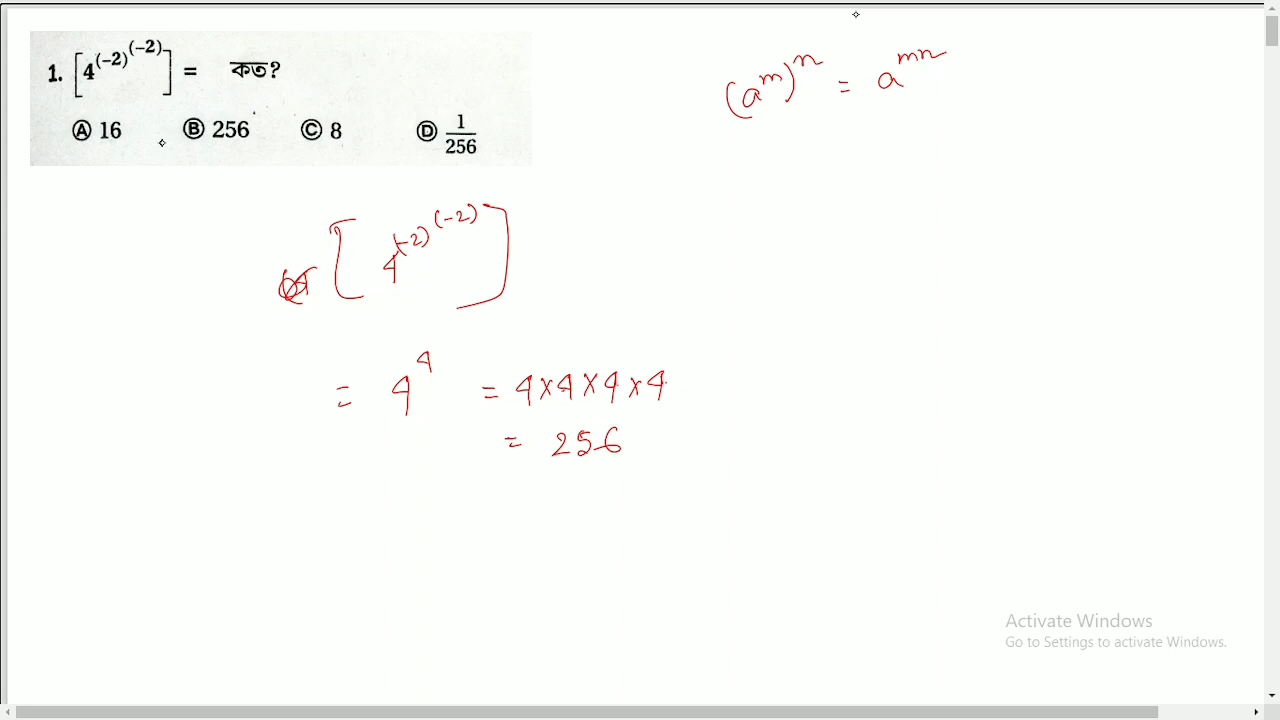 1. [4^(-2)^(-2)] = কত?
Ⓐ 16 Ⓑ 256 Ⓒ 8 Ⓓ 1/256
(a^m)^n = a^mn
[4^(-2)^(-2)]
= 4^4 = 4×4×4×4
= 256
Activate Windows
Go to Settings to activate Windows.